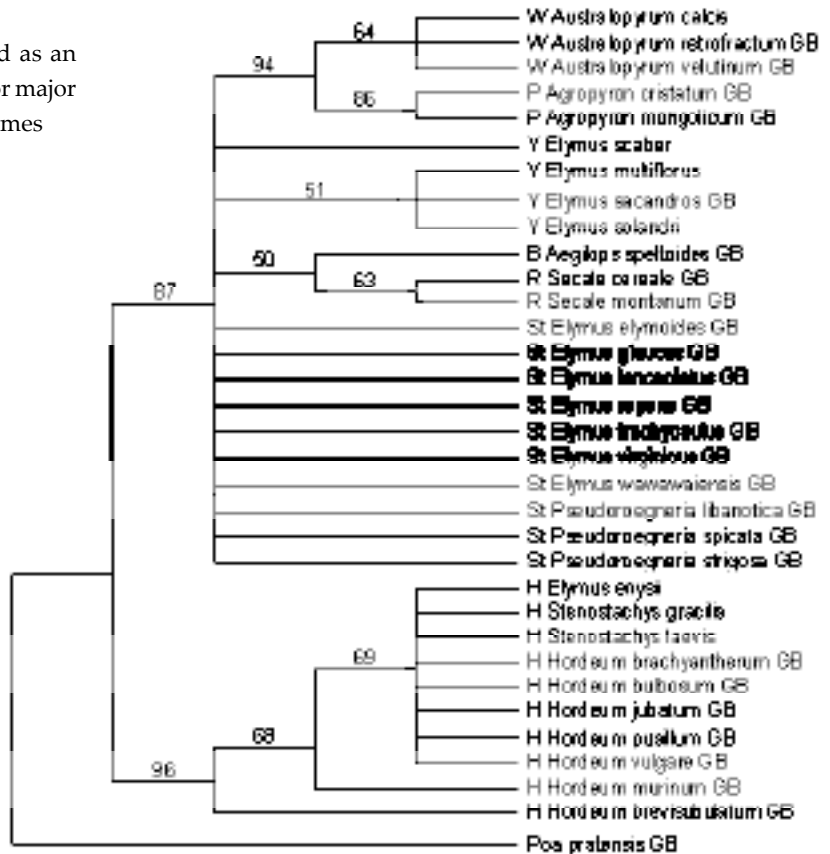 d as an
or major
mes
W Australopyrum calcis
W Australopyrum retrofractum GB
W Australopyrum velutinum GB
P Agropyron cristatum GB
P Agropyron mongolicum GB
Y Elymus scaber
Y Elymus multiflorus
Y Elymus sacandros GB
Y Elymus solandri
B Aegilops speltoides GB
R Secale cereale GB
R Secale montanum GB
St Elymus elymoides GB
St Elymus glaucus GB
St Elymus lanceolatus GB
St Elymus repens GB
St Elymus trachycaulus GB
St Elymus virginicus GB
St Elymus wawawaiensis GB
St Pseudoroegneria libanotica GB
St Pseudoroegneria spicata GB
St Pseudoroegneria strigosa GB
H Elymus enysii
H Stenostachys gracilis
H Stenostachys laevis
H Hordeum brachyantherum GB
H Hordeum bulbosum GB
H Hordeum jubatum GB
H Hordeum pusillum GB
H Hordeum vulgare GB
H Hordeum murinum GB
H Hordeum brevisubulatum GB
Poa pratensis GB
64
94
86
51
50
63
87
69
68
96